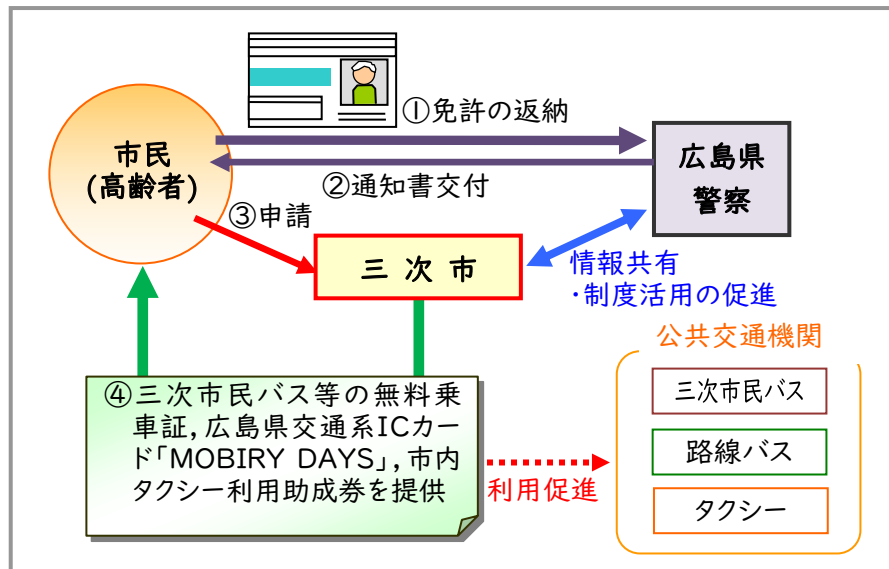 ①免許の返納
市民
(高齢者)
広島県
警察
②通知書交付
③申請
三次市
情報共有
・制度活用の促進
公共交通機関
三次市民バス
路線バス
タクシー
④三次市民バス等の無料乗
車証,広島県交通系ICカー
ド「MOBIRY DAYS」,市内
タクシー利用助成券を提供
利用促進